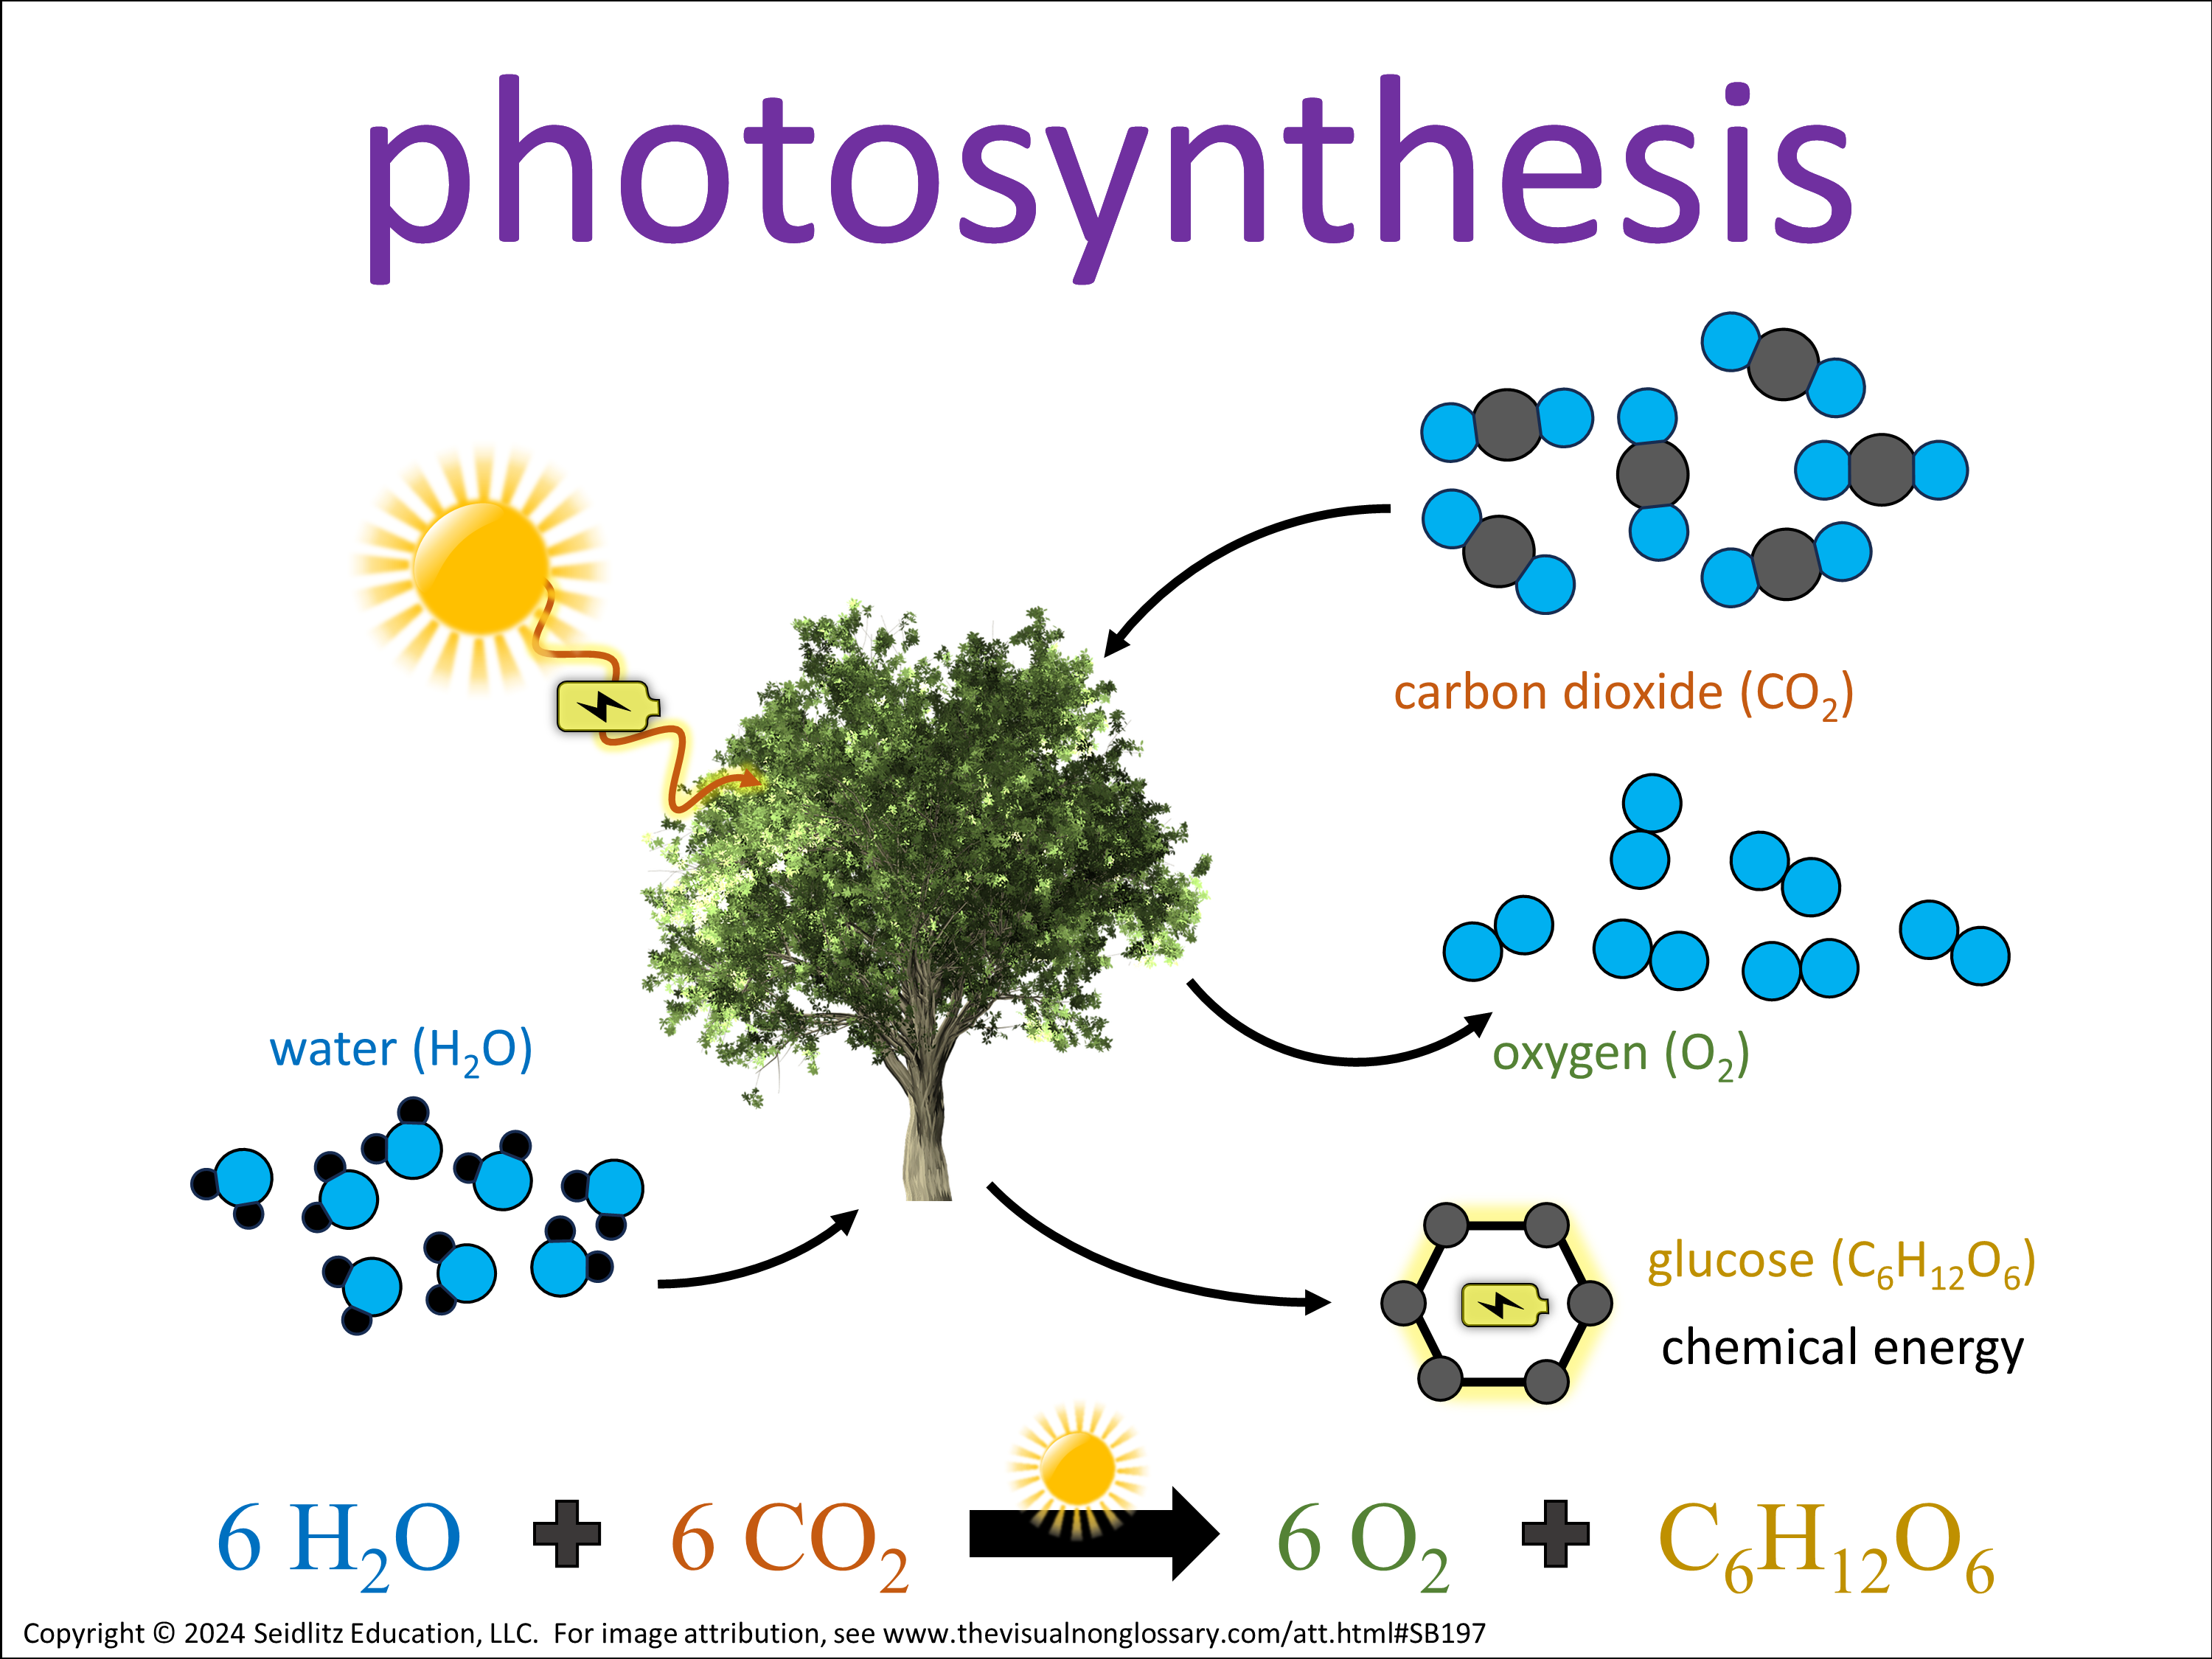 photosynthesis
carbon dioxide (CO₂)
water (H₂O)
oxygen (O₂)
glucose (C₆H₁₂O₆)
chemical energy
6 H₂O + 6 CO₂ 6 O₂ + C₆H₁₂O₆
Copyright © 2024 Seidlitz Education, LLC. For image attribution, see www.thevisualnonglossary.com/att.html#SB197